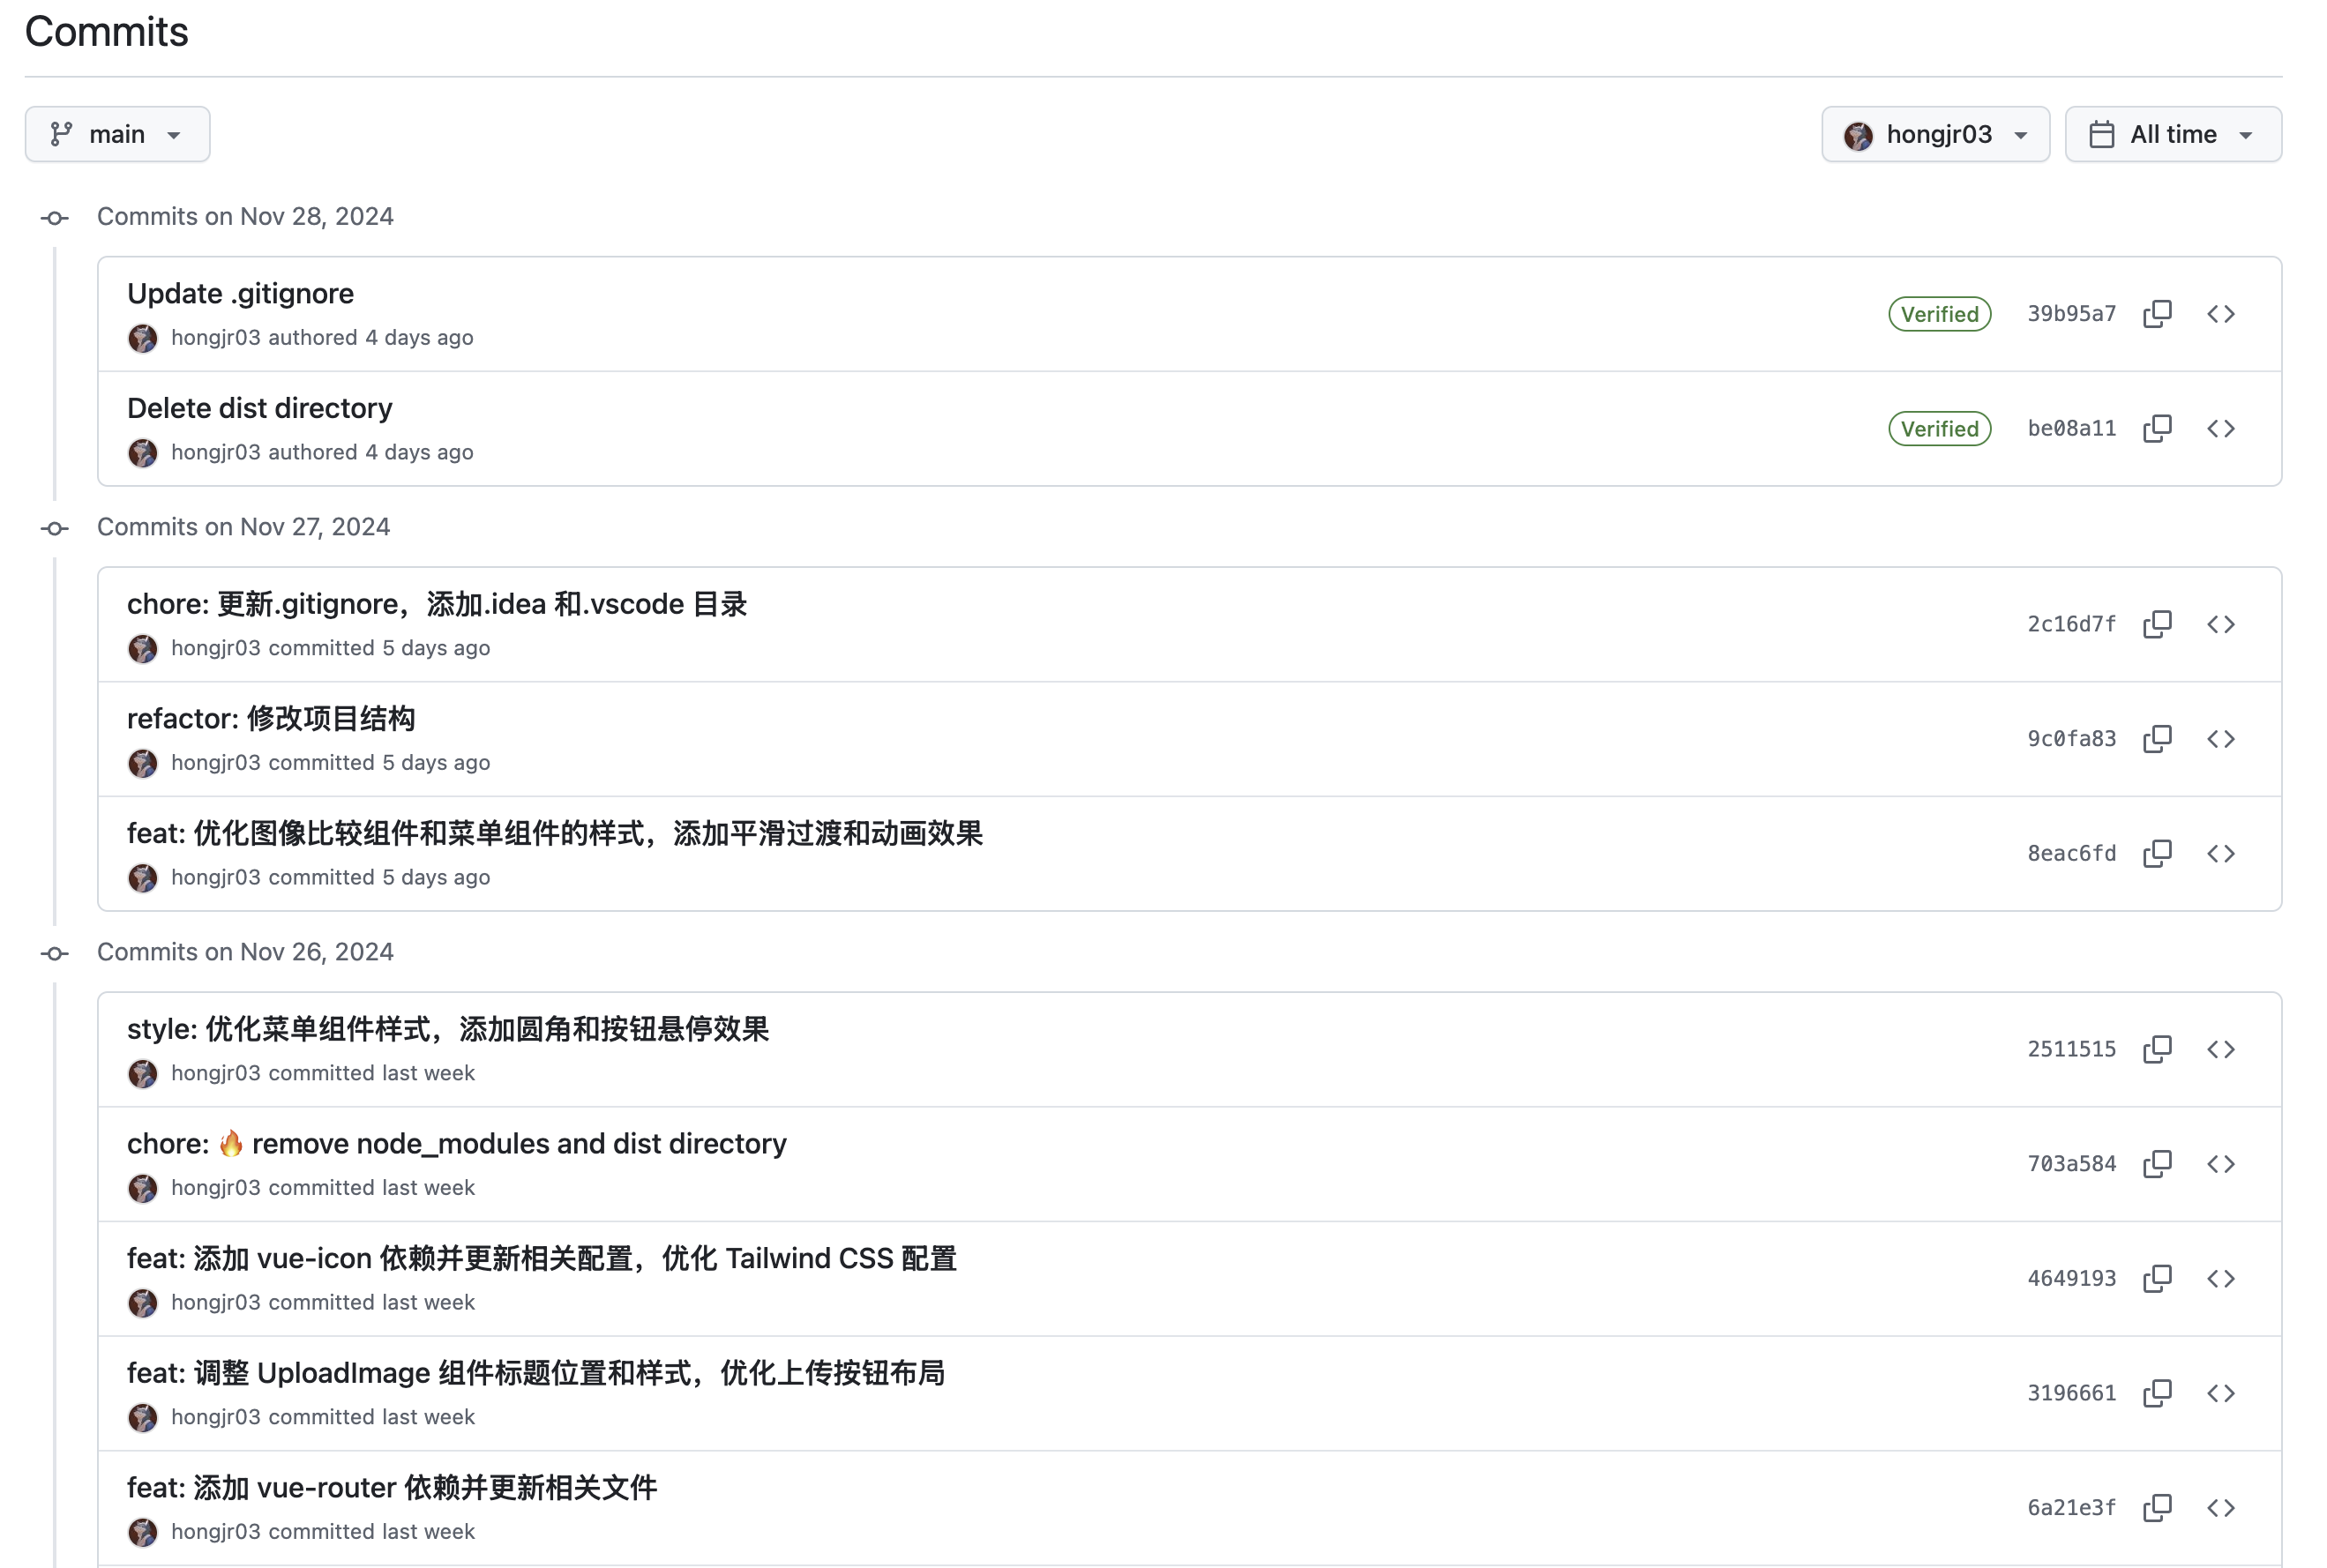 Commits
main
hongjr03
All time
Commits on Nov 28, 2024
Update .gitignore
Verified
39b95a7
hongjr03 authored 4 days ago
Delete dist directory
Verified
be08a11
hongjr03 authored 4 days ago
Commits on Nov 27, 2024
chore: 更新.gitignore，添加.idea 和.vscode 目录
2c16d7f
hongjr03 committed 5 days ago
refactor: 修改项目结构
9c0fa83
hongjr03 committed 5 days ago
feat: 优化图像比较组件和菜单组件的样式，添加平滑过渡和动画效果
8eac6fd
hongjr03 committed 5 days ago
Commits on Nov 26, 2024
style: 优化菜单组件样式，添加圆角和按钮悬停效果
2511515
hongjr03 committed last week
chore: 🔥 remove node_modules and dist directory
703a584
hongjr03 committed last week
feat: 添加 vue-icon 依赖并更新相关配置，优化 Tailwind CSS 配置
4649193
hongjr03 committed last week
feat: 调整 UploadImage 组件标题位置和样式，优化上传按钮布局
3196661
hongjr03 committed last week
feat: 添加 vue-router 依赖并更新相关文件
6a21e3f
hongjr03 committed last week